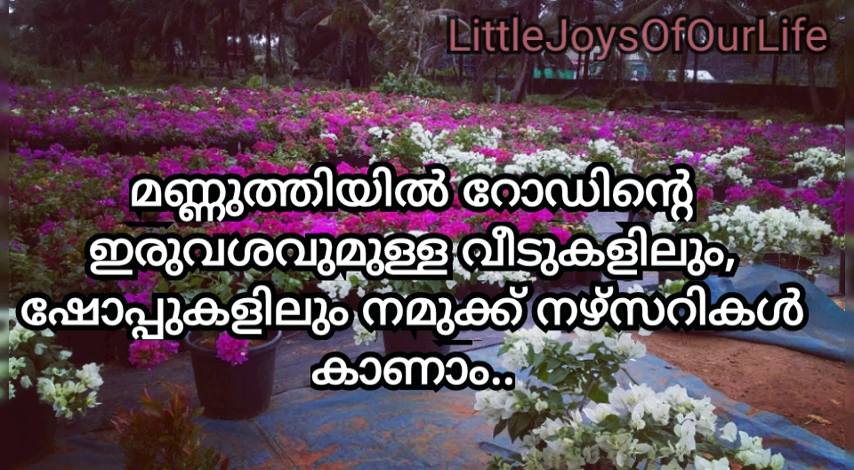 LittleJoysOfOurLife
മണ്ണുത്തിയിൽ റോഡിന്റെ
ഇരുവശവുമുള്ള വീടുകളിലും,
ഷോപ്പുകളിലും നമുക്ക് നഴ്സറികൾ
കാണാം..